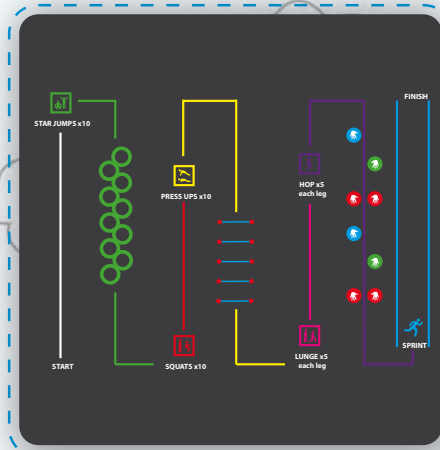 STAR JUMPS x10
START
PRESS UPS x10
SQUATS x10
HOP x5
each leg
LUNGE x5
each leg
FINISH
SPRINT